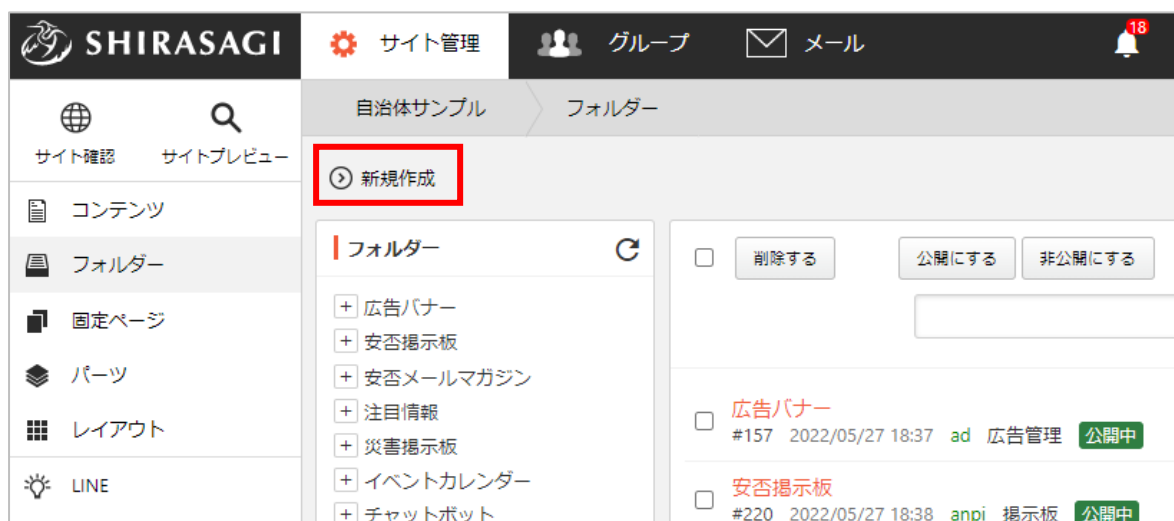 SHIRASAGI
サイト管理
グループ
メール
18
サイト確認
サイトプレビュー
自治体サンプル
フォルダー
新規作成
コンテンツ
フォルダー
固定ページ
パーツ
レイアウト
LINE
フォルダー
+ 広告バナー
+ 安否掲示板
+ 安否メールマガジン
+ 注目情報
+ 災害掲示板
+ イベントカレンダー
+ チャットボット
削除する
公開にする
非公開にする
広告バナー
#157 2022/05/27 18:37 ad 広告管理 公開中
安否掲示板
#220 2022/05/27 18:38 anpi 掲示板 公開中